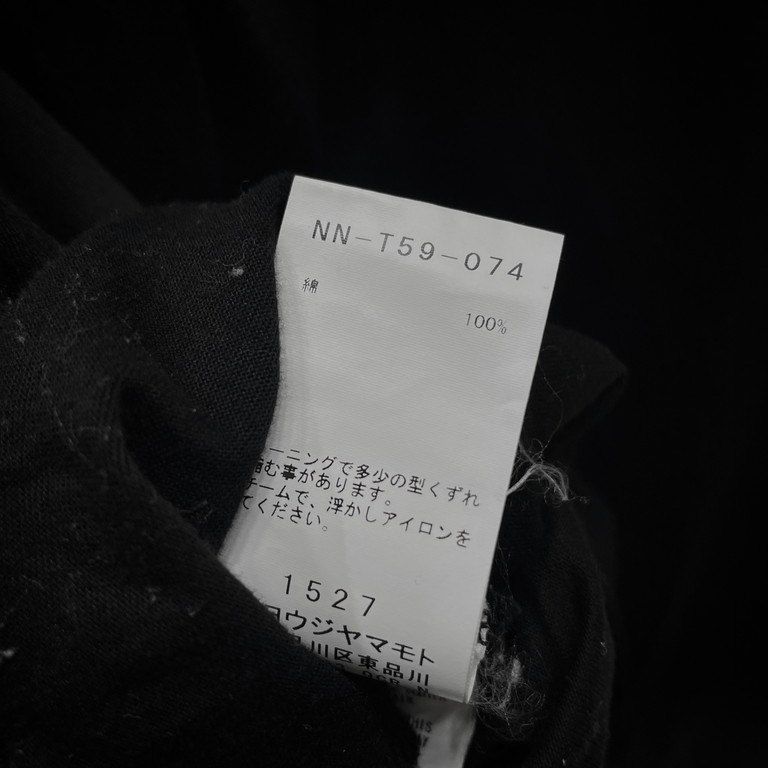 NN-T59-074
綿
100%
ーニングで多少の型くずれ
縮む事があります。
チームで、浮かしアイロンを
てください。
1527
ヨウジヤマモト
品川区東品川